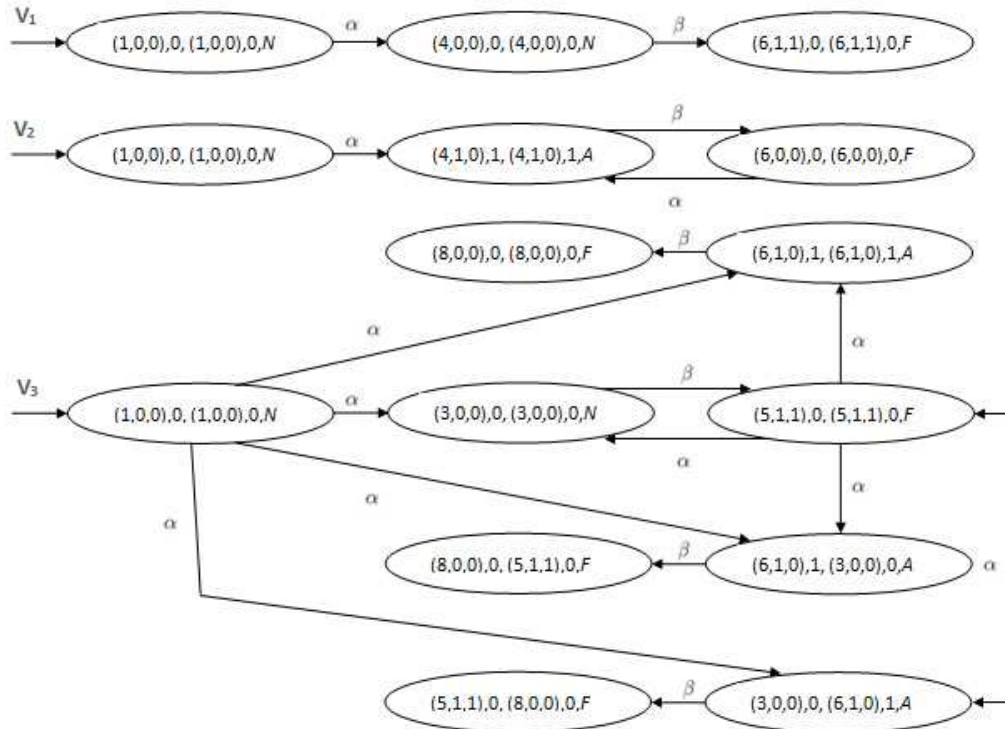 V₁
α
β
(1,0,0),0, (1,0,0),0,N
(4,0,0),0, (4,0,0),0,N
(6,1,1),0, (6,1,1),0,F
V₂
β
α
(1,0,0),0, (1,0,0),0,N
(4,1,0),1, (4,1,0),1,A
(6,0,0),0, (6,0,0),0,F
α
(8,0,0),0, (8,0,0),0,F
β
(6,1,0),1, (6,1,0),1,A
α
α
V₃
β
α
(1,0,0),0, (1,0,0),0,N
(3,0,0),0, (3,0,0),0,N
(5,1,1),0, (5,1,1),0,F
α
α
α
α
(8,0,0),0, (5,1,1),0,F
β
(6,1,0),1, (3,0,0),0,A
α
(5,1,1),0, (8,0,0),0,F
β
(3,0,0),0, (6,1,0),1,A